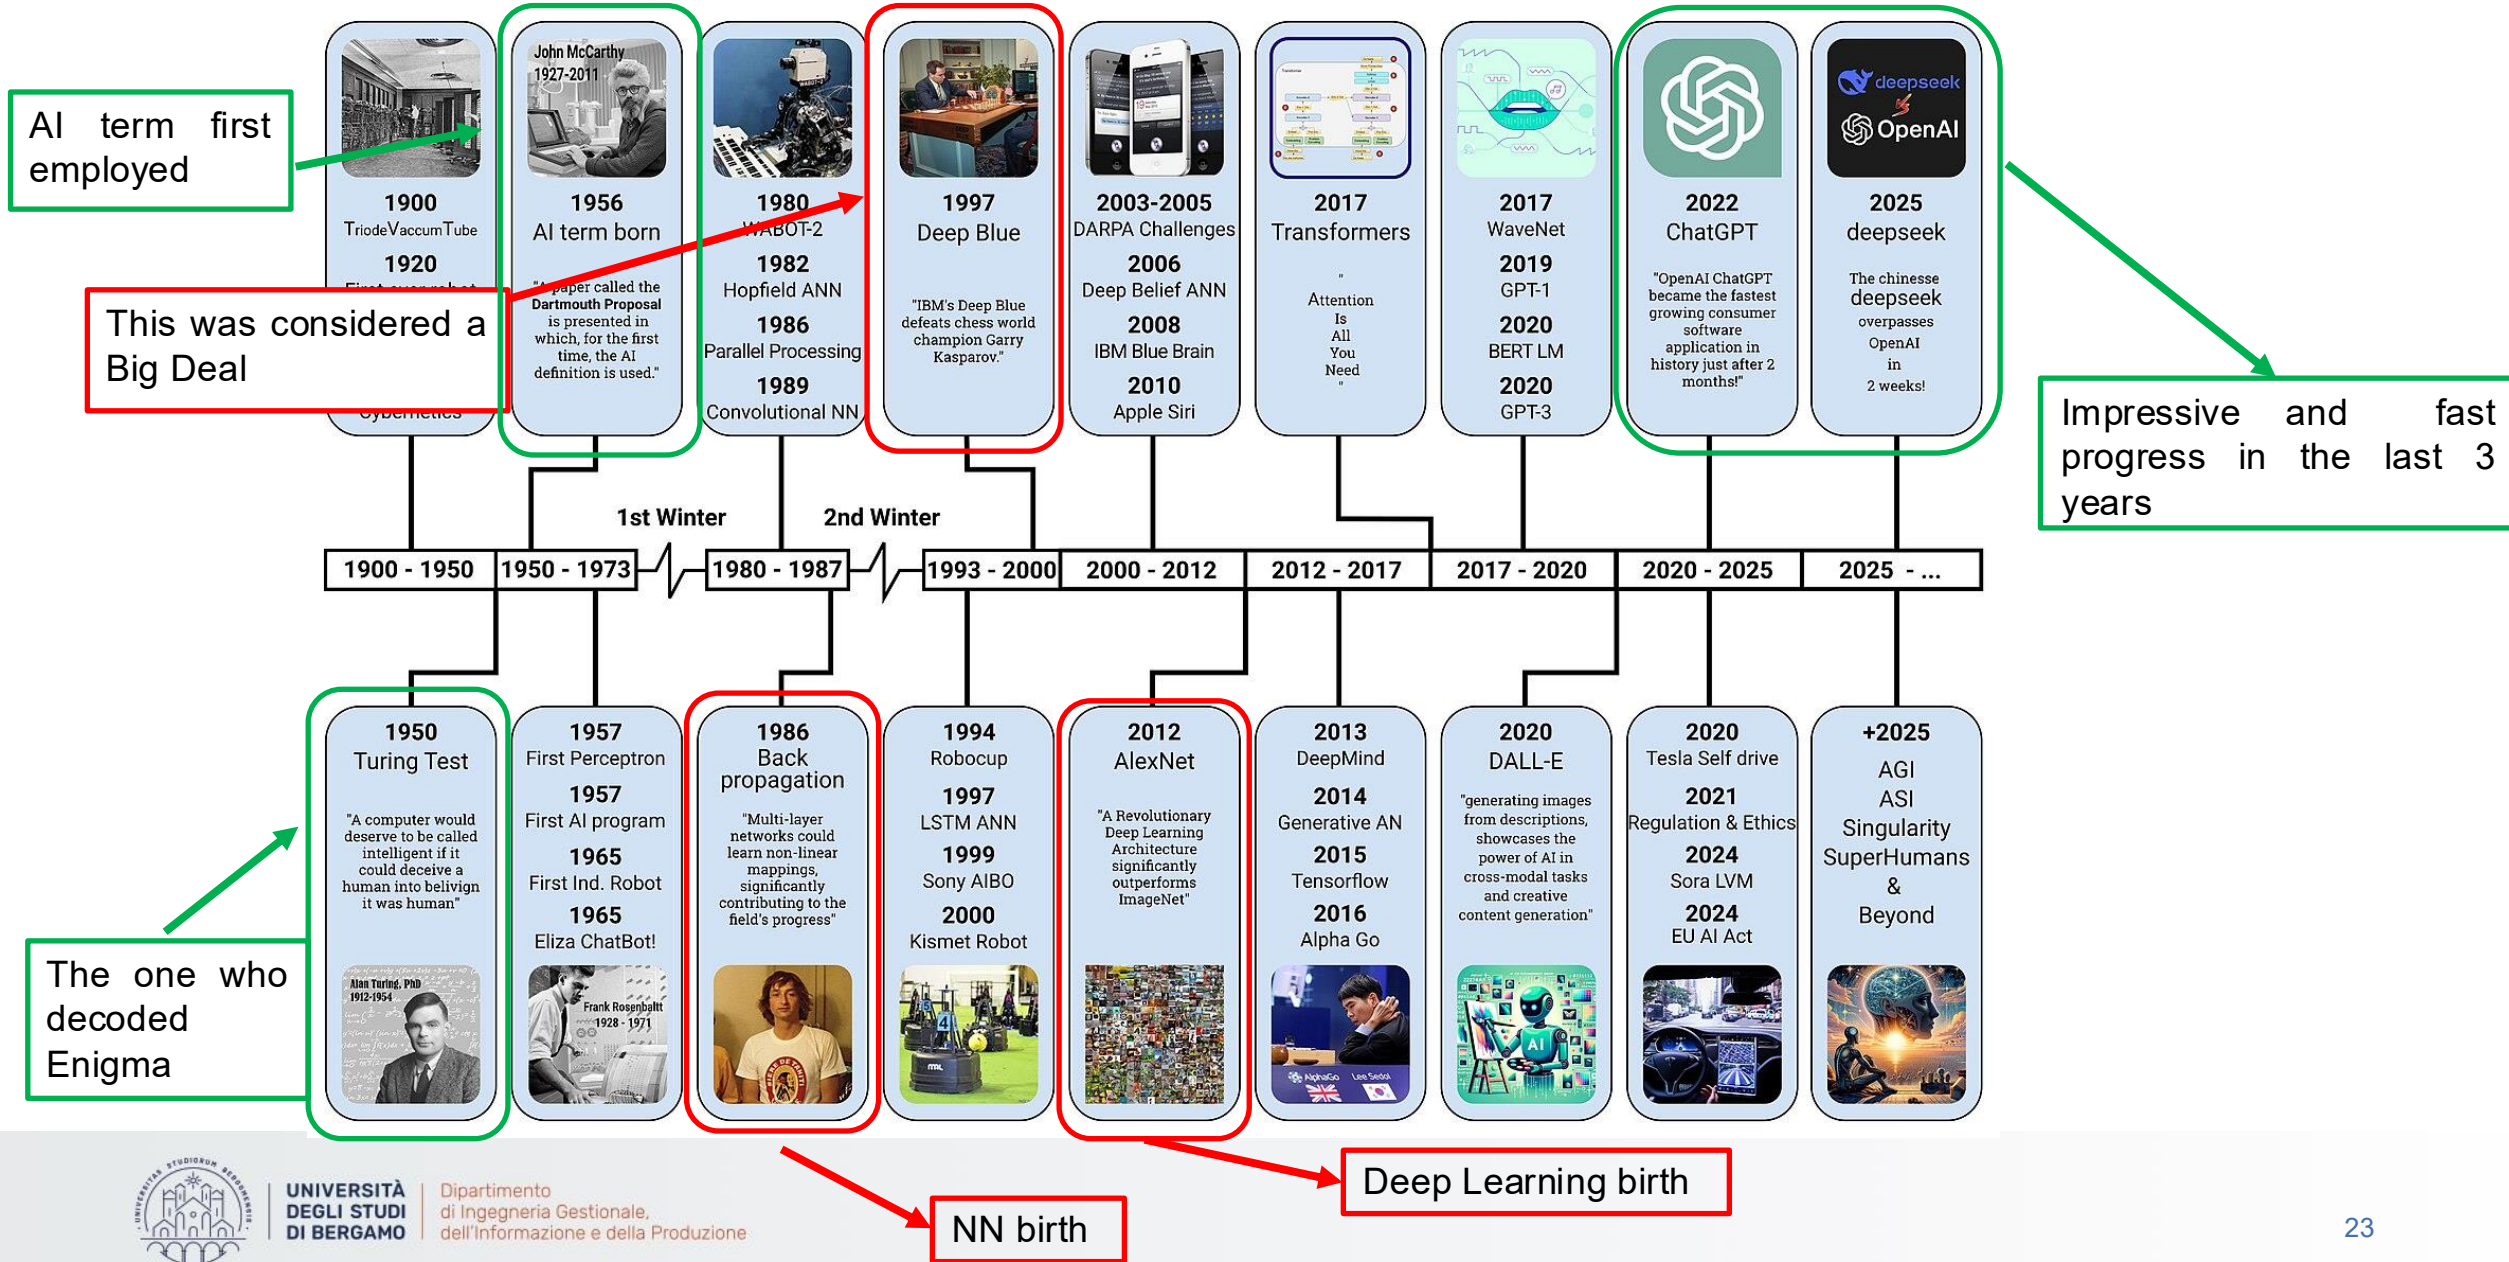 AI term first
employed
This was considered a
Big Deal
John McCarthy
1927-2011
1900
TriodeVaccumTube
1920
1956
AI term born
"A paper called the
Dartmouth Proposal
is presented in
which, for the first
time, the AI
definition is used."
1980
WABOT-2
1982
Hopfield ANN
1986
Parallel Processing
1989
Convolutional NN
1997
Deep Blue
"IBM's Deep Blue
defeats chess world
champion Garry
Kasparov."
2003-2005
DARPA Challenges
2006
Deep Belief ANN
2008
IBM Blue Brain
2010
Apple Siri
2017
Transformers
"
Attention
Is
All
You
Need
"
2017
WaveNet
2019
GPT-1
2020
BERT LM
2020
GPT-3
2022
ChatGPT
"OpenAI ChatGPT
became the fastest
growing consumer
software
application in
history just after 2
months!"
deepseek
VS
OpenAI
2025
deepseek
The chinesse
deepseek
overpasses
OpenAI
in
2 weeks!
Impressive and fast
progress in the last 3
years
1st Winter
2nd Winter
1900 - 1950
1950 - 1973
1980 - 1987
1993 - 2000
2000 - 2012
2012 - 2017
2017 - 2020
2020 - 2025
2025 - ...
The one who
decoded
Enigma
1950
Turing Test
"A computer would
deserve to be called
intelligent if it
could deceive a
human into belivign
it was human"
Alan Turing, PhD
1912-1954
1957
First Perceptron
1957
First AI program
1965
First Ind. Robot
1965
Eliza ChatBot!
Frank Rosenbaltt
1928 - 1971
1986
Back
propagation
"Multi-layer
networks could
learn non-linear
mappings,
significantly
contributing to the
field's progress"
1994
Robocup
1997
LSTM ANN
1999
Sony AIBO
2000
Kismet Robot
2012
AlexNet
"A Revolutionary
Deep Learning
Architecture
significantly
outperforms
ImageNet"
2013
DeepMind
2014
Generative AN
2015
Tensorflow
2016
Alpha Go
AlphaGo
Lee Sedol
2020
DALL-E
"generating images
from descriptions,
showcases the
power of AI in
cross-modal tasks
and creative
content generation"
AI
2020
Tesla Self drive
2021
Regulation & Ethics
2024
Sora LVM
2024
EU AI Act
+2025
AGI
ASI
Singularity
SuperHumans
&
Beyond
NN birth
Deep Learning birth
UNIVERSITÀ
DEGLI STUDI
DI BERGAMO
Dipartimento
di Ingegneria Gestionale,
dell'Informazione e della Produzione
23